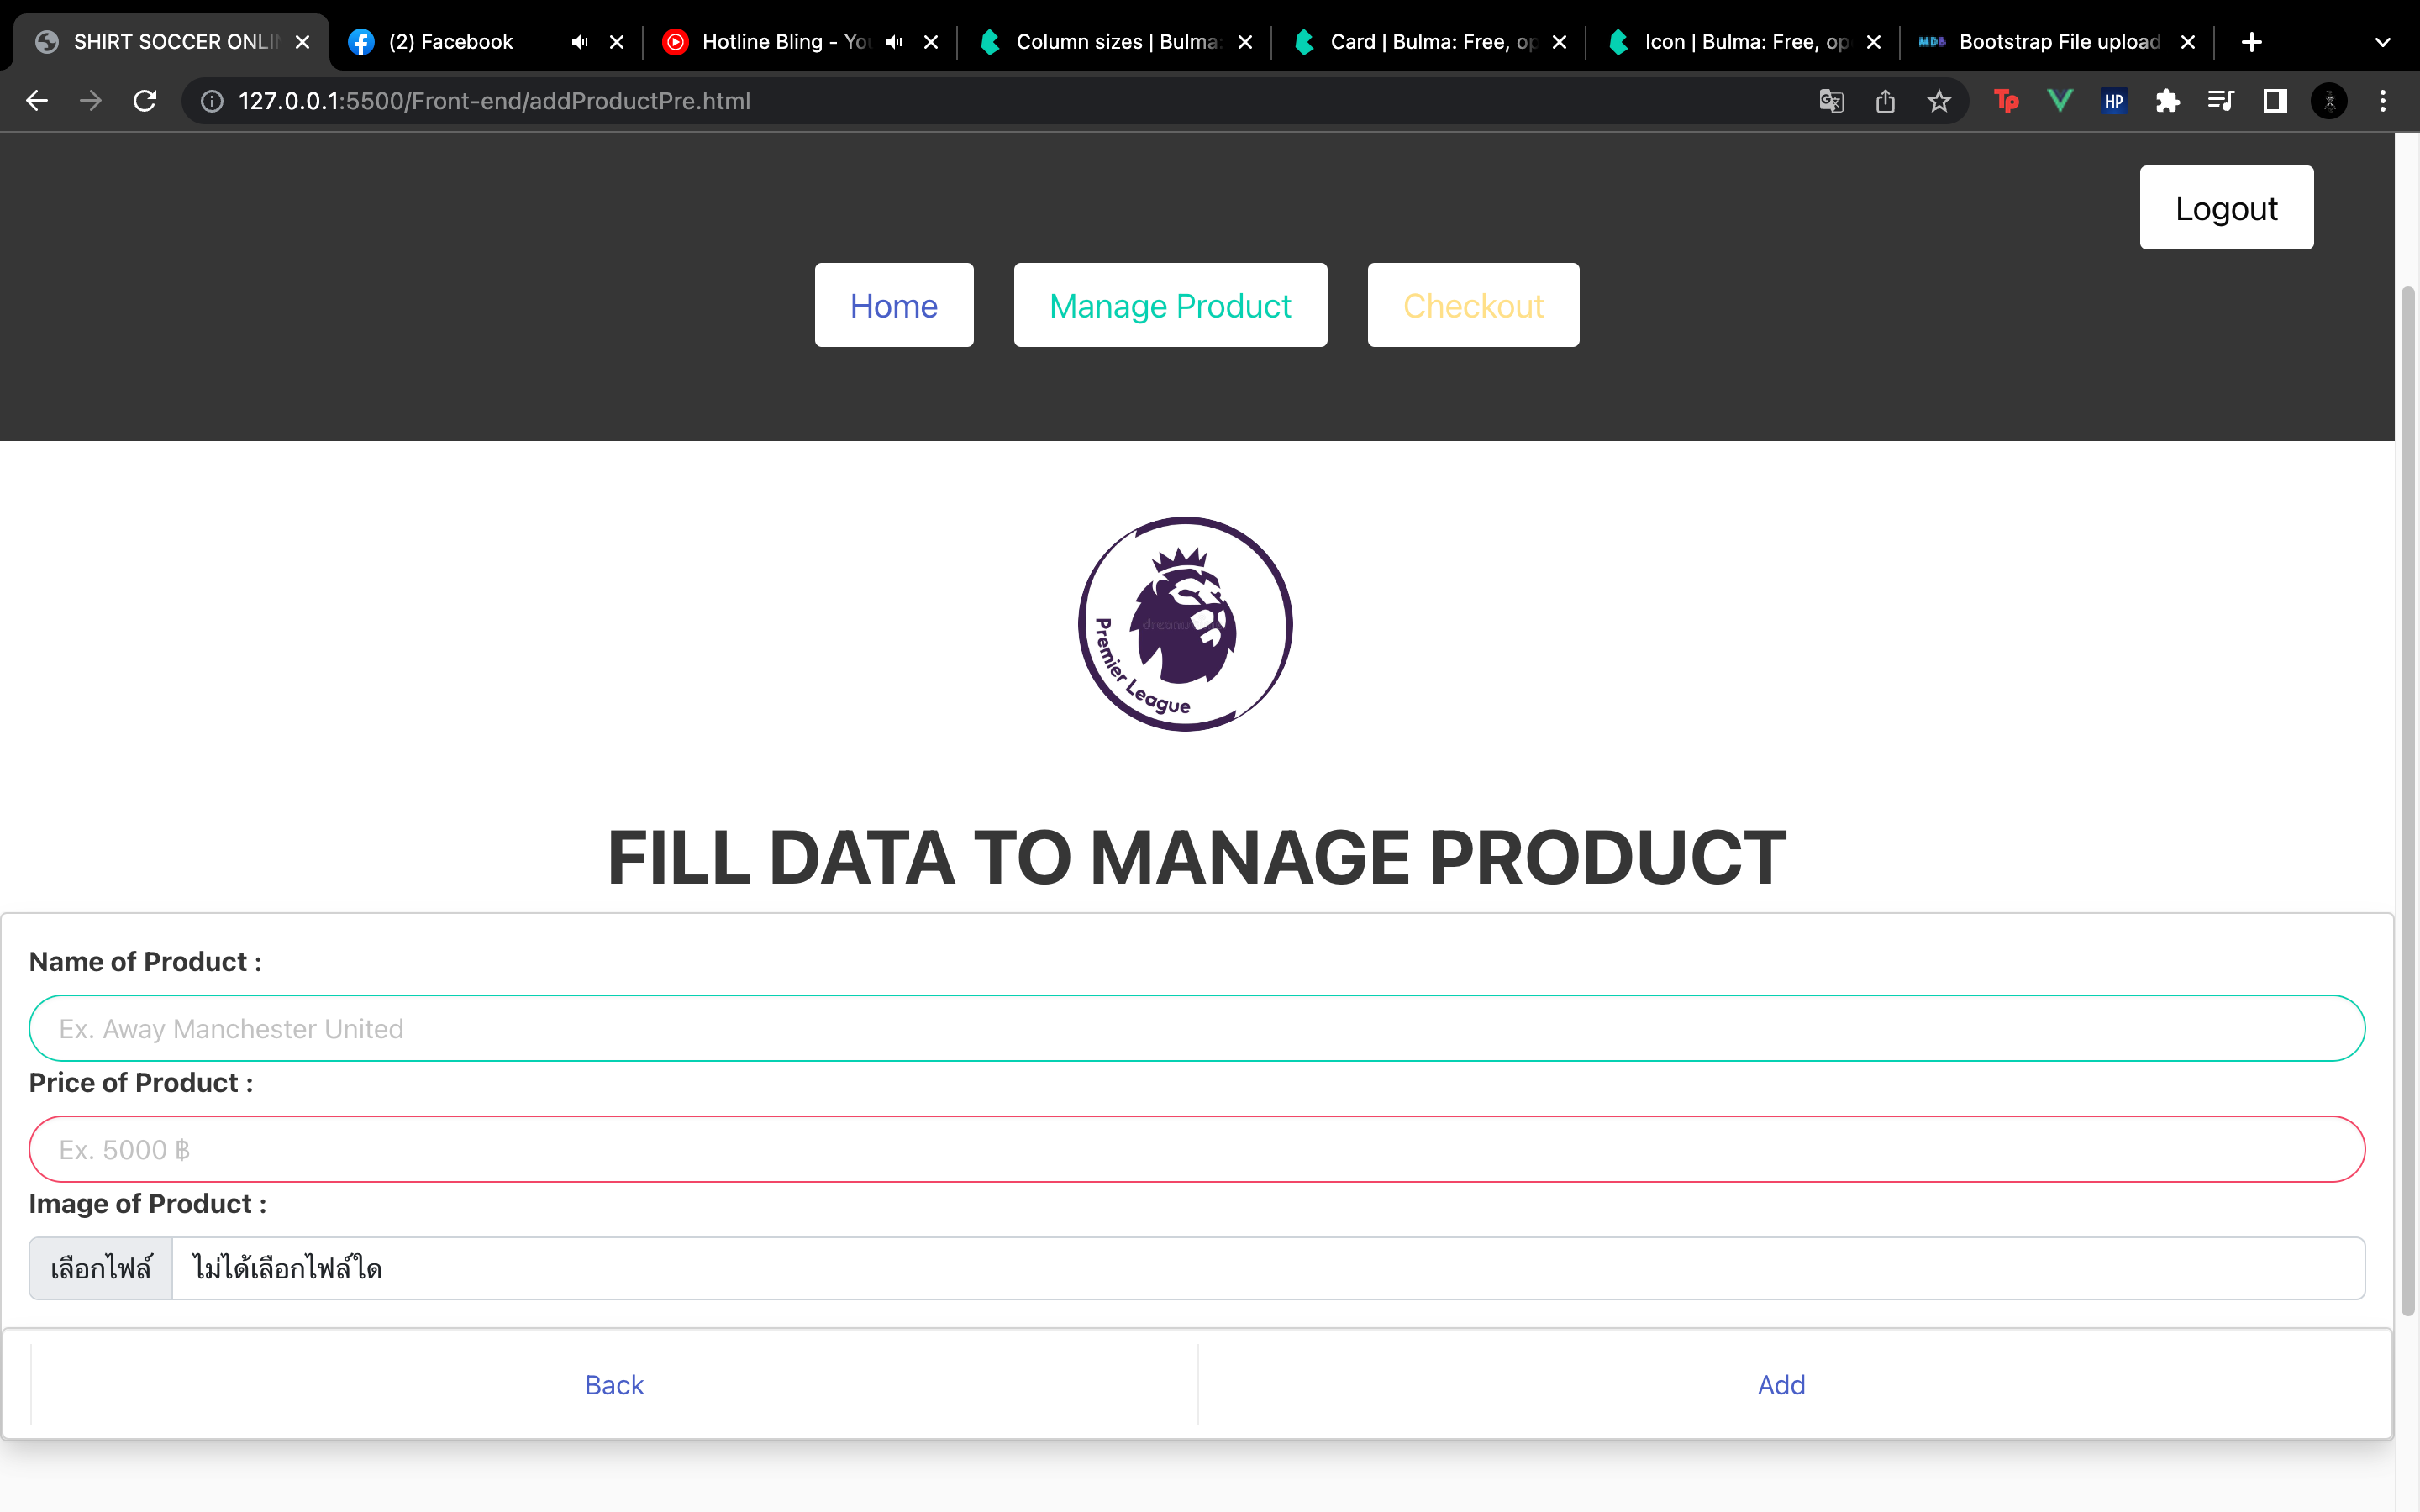 SHIRT SOCCER ONLIN
(2) Facebook
Hotline Bling - You
Column sizes | Bulma:
Card | Bulma: Free, op
Icon | Bulma: Free, op
MDB
Bootstrap File upload
127.0.0.1:5500/Front-end/addProductPre.html
Tp
HP
Logout
Home
Manage Product
Checkout
Premier League
FILL DATA TO MANAGE PRODUCT
Name of Product :
Ex. Away Manchester United
Price of Product :
Ex. 5000 ฿
Image of Product :
เลือกไฟล์ ไม่ได้เลือกไฟล์ใด
Back
Add